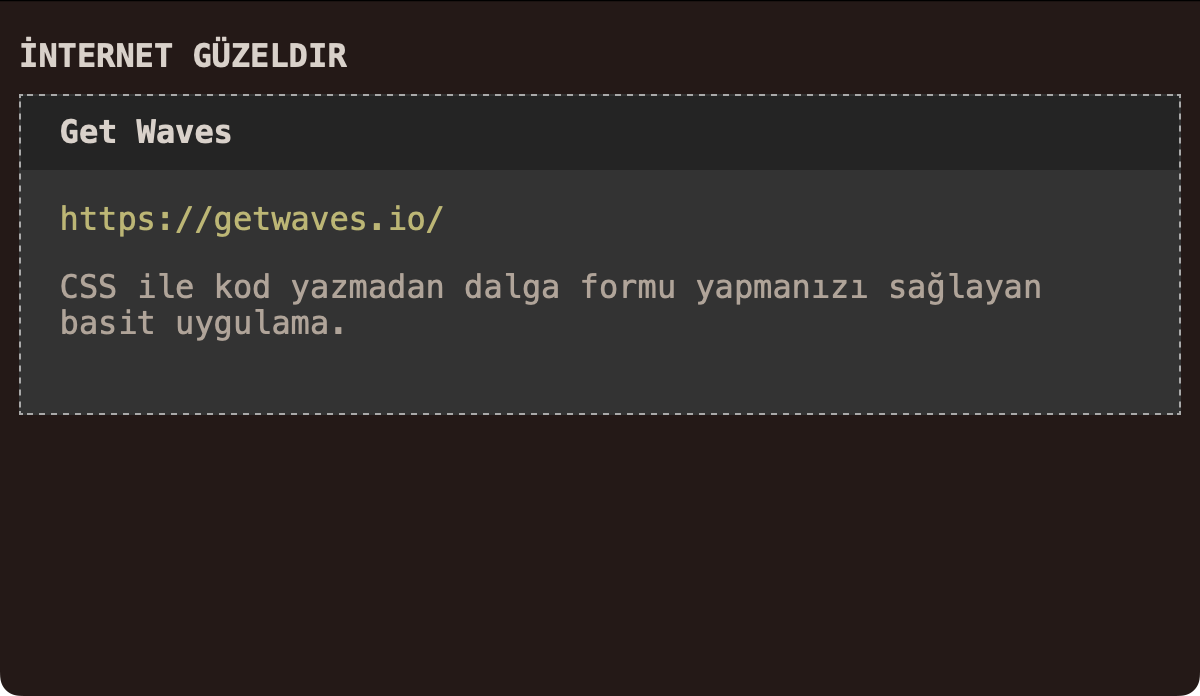 İNTERNET GÜZELDIR
Get Waves
https://getwaves.io/
CSS ile kod yazmadan dalga formu yapmanızı sağlayan
basit uygulama.